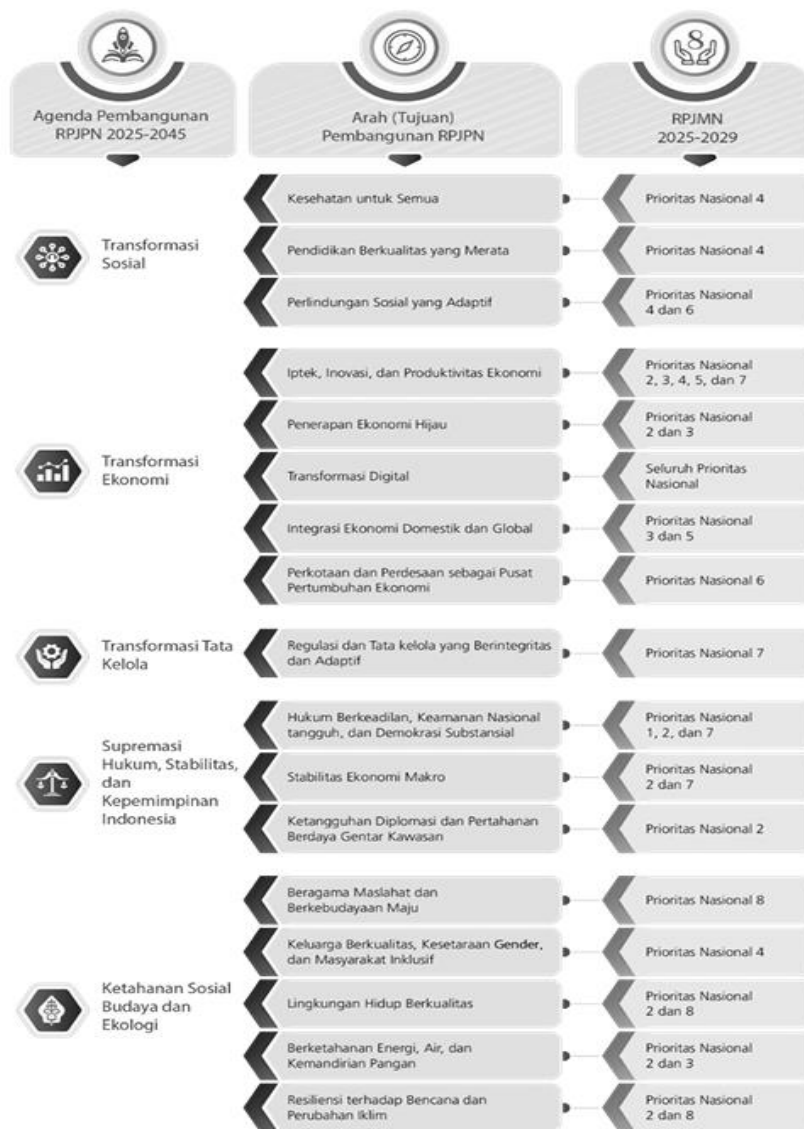 8
Agenda Pembangunan
RPJPN 2025-2045
Arah (Tujuan)
Pembangunan RPJPN
RPJMN
2025-2029
Transformasi
Sosial
Kesehatan untuk Semua
Prioritas Nasional 4
Pendidikan Berkualitas yang Merata
Prioritas Nasional 4
Perlindungan Sosial yang Adaptif
Prioritas Nasional
4 dan 6
Transformasi
Ekonomi
Iptek, Inovasi, dan Produktivitas Ekonomi
Prioritas Nasional
2, 3, 4, 5, dan 7
Penerapan Ekonomi Hijau
Prioritas Nasional
2 dan 3
Transformasi Digital
Seluruh Prioritas
Nasional
Integrasi Ekonomi Domestik dan Global
Prioritas Nasional
3 dan 5
Perkotaan dan Perdesaan sebagai Pusat
Pertumbuhan Ekonomi
Prioritas Nasional 6
Transformasi Tata
Kelola
Regulasi dan Tata kelola yang Berintegritas
dan Adaptif
Prioritas Nasional 7
Supremasi
Hukum, Stabilitas,
dan
Kepemimpinan
Indonesia
Hukum Berkeadilan, Keamanan Nasional
tangguh, dan Demokrasi Substansial
Prioritas Nasional
1, 2, dan 7
Stabilitas Ekonomi Makro
Prioritas Nasional
2 dan 7
Ketangguhan Diplomasi dan Pertahanan
Berdaya Gentar Kawasan
Prioritas Nasional 2
Ketahanan Sosial
Budaya dan
Ekologi
Beragama Maslahat dan
Berkebudayaan Maju
Prioritas Nasional 8
Keluarga Berkualitas, Kesetaraan Gender,
dan Masyarakat Inklusif
Prioritas Nasional 4
Lingkungan Hidup Berkualitas
Prioritas Nasional
2 dan 8
Berketahanan Energi, Air, dan
Kemandirian Pangan
Prioritas Nasional
2 dan 3
Resiliensi terhadap Bencana dan
Perubahan Iklim
Prioritas Nasional
2 dan 8